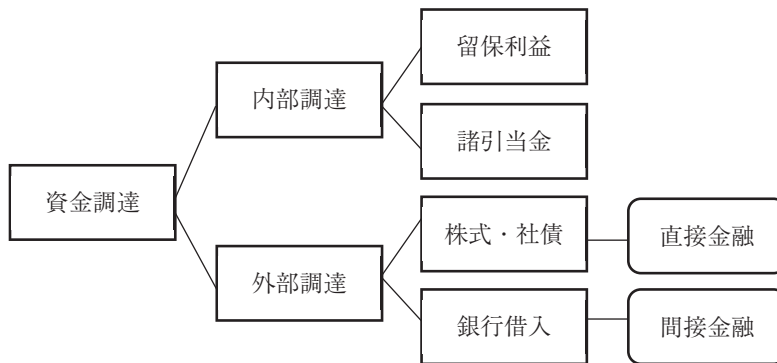 留保利益
内部調達
諸引当金
資金調達
株式・社債
直接金融
外部調達
銀行借入
間接金融